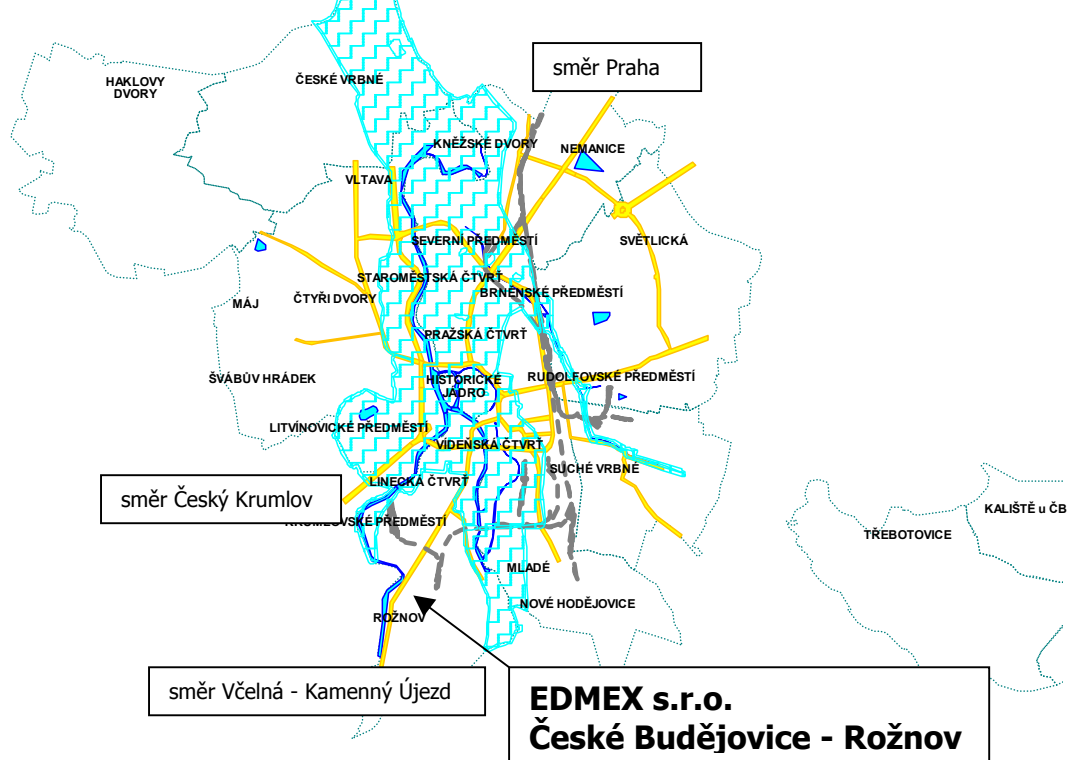 směr Praha
HAKLOVY
DVORY
ČESKÉ VRBNÉ
KNĚŽSKÉ DVORY
NEMANICE
VLTAVA
SEVERNÍ PŘEDMĚSTÍ
SVĚTLICKÁ
STAROMĚSTSKÁ ČTVRŤ
BRNĚNSKÉ PŘEDMĚSTÍ
ČTYŘI DVORY
MÁJ
PRAŽSKÁ ČTVRŤ
ŠVÁBŮV HRÁDEK
HISTORICKÉ
JÁDRO
RUDOLFOVSKÉ PŘEDMĚSTÍ
LITVÍNOVICKÉ PŘEDMĚSTÍ
VÍDEŇSKÁ ČTVRŤ
SUCHÉ VRBNÉ
LINECKÁ ČTVRŤ
směr Český Krumlov
KRUMLOVSKÉ PŘEDMĚSTÍ
KALIŠTĚ u ČB
TŘEBOTOVICE
MLADÉ
NOVÉ HODĚJOVICE
ROŽNOV
směr Včelná - Kamenný Újezd
EDMEX s.r.o.
České Budějovice - Rožnov